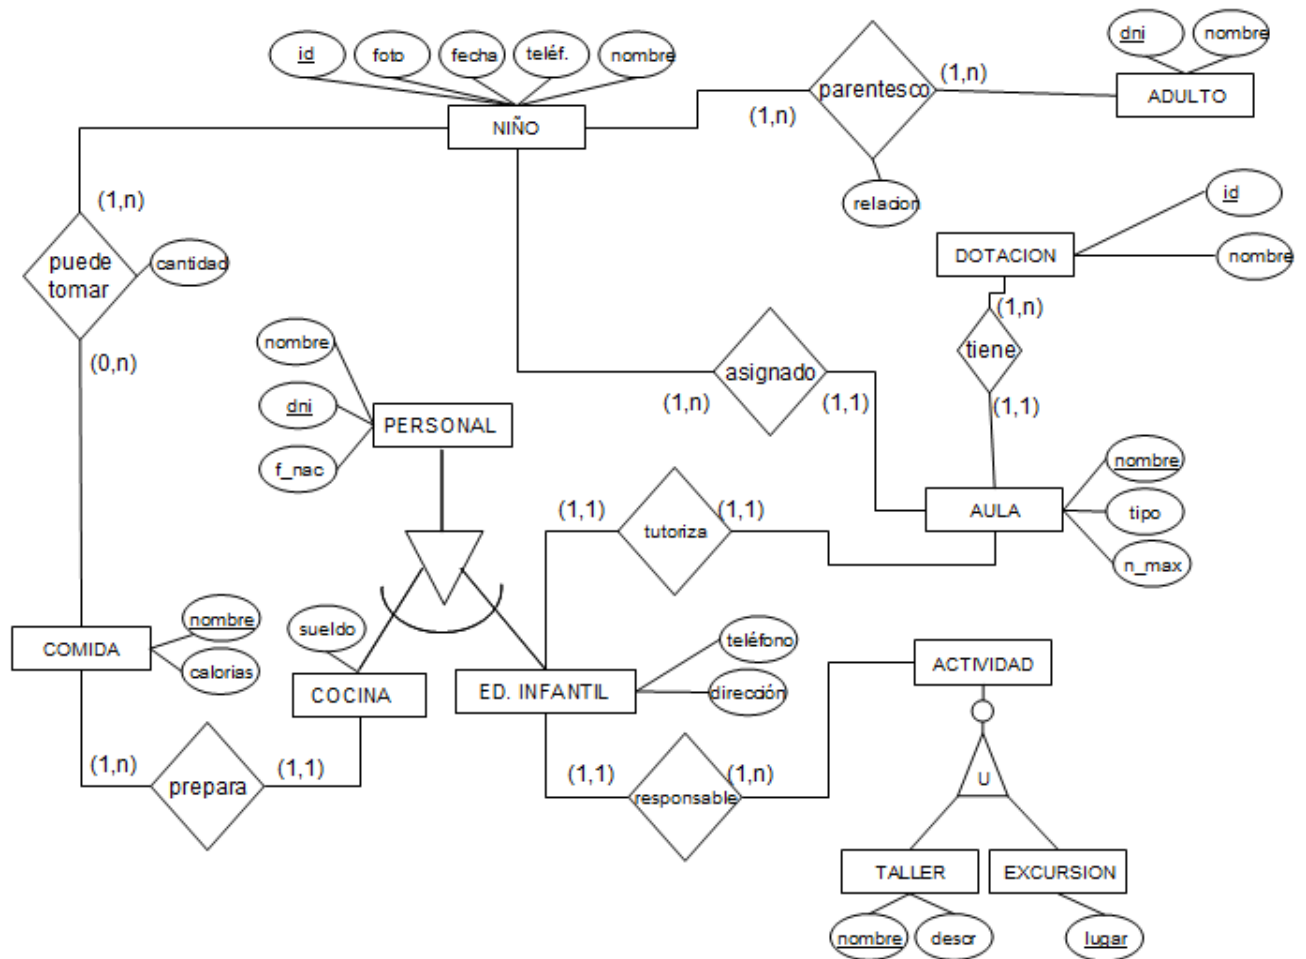 id
foto
fecha
teléf.
nombre
dni
nombre
NIÑO
parentesco
(1,n)
(1,n)
ADULTO
relacion
(1,n)
puede
tomar
cantidad
(0,n)
DOTACION
id
nombre
(1,n)
tiene
(1,1)
asignado
(1,n)
(1,1)
nombre
dni
f_nac
PERSONAL
AULA
nombre
tipo
n_max
(1,1)
tutoriza
(1,1)
COMIDA
nombre
calorias
sueldo
COCINA
ED. INFANTIL
teléfono
dirección
ACTIVIDAD
(1,n)
prepara
(1,1)
(1,1)
responsable
(1,n)
U
TALLER
EXCURSION
nombre
descr
lugar